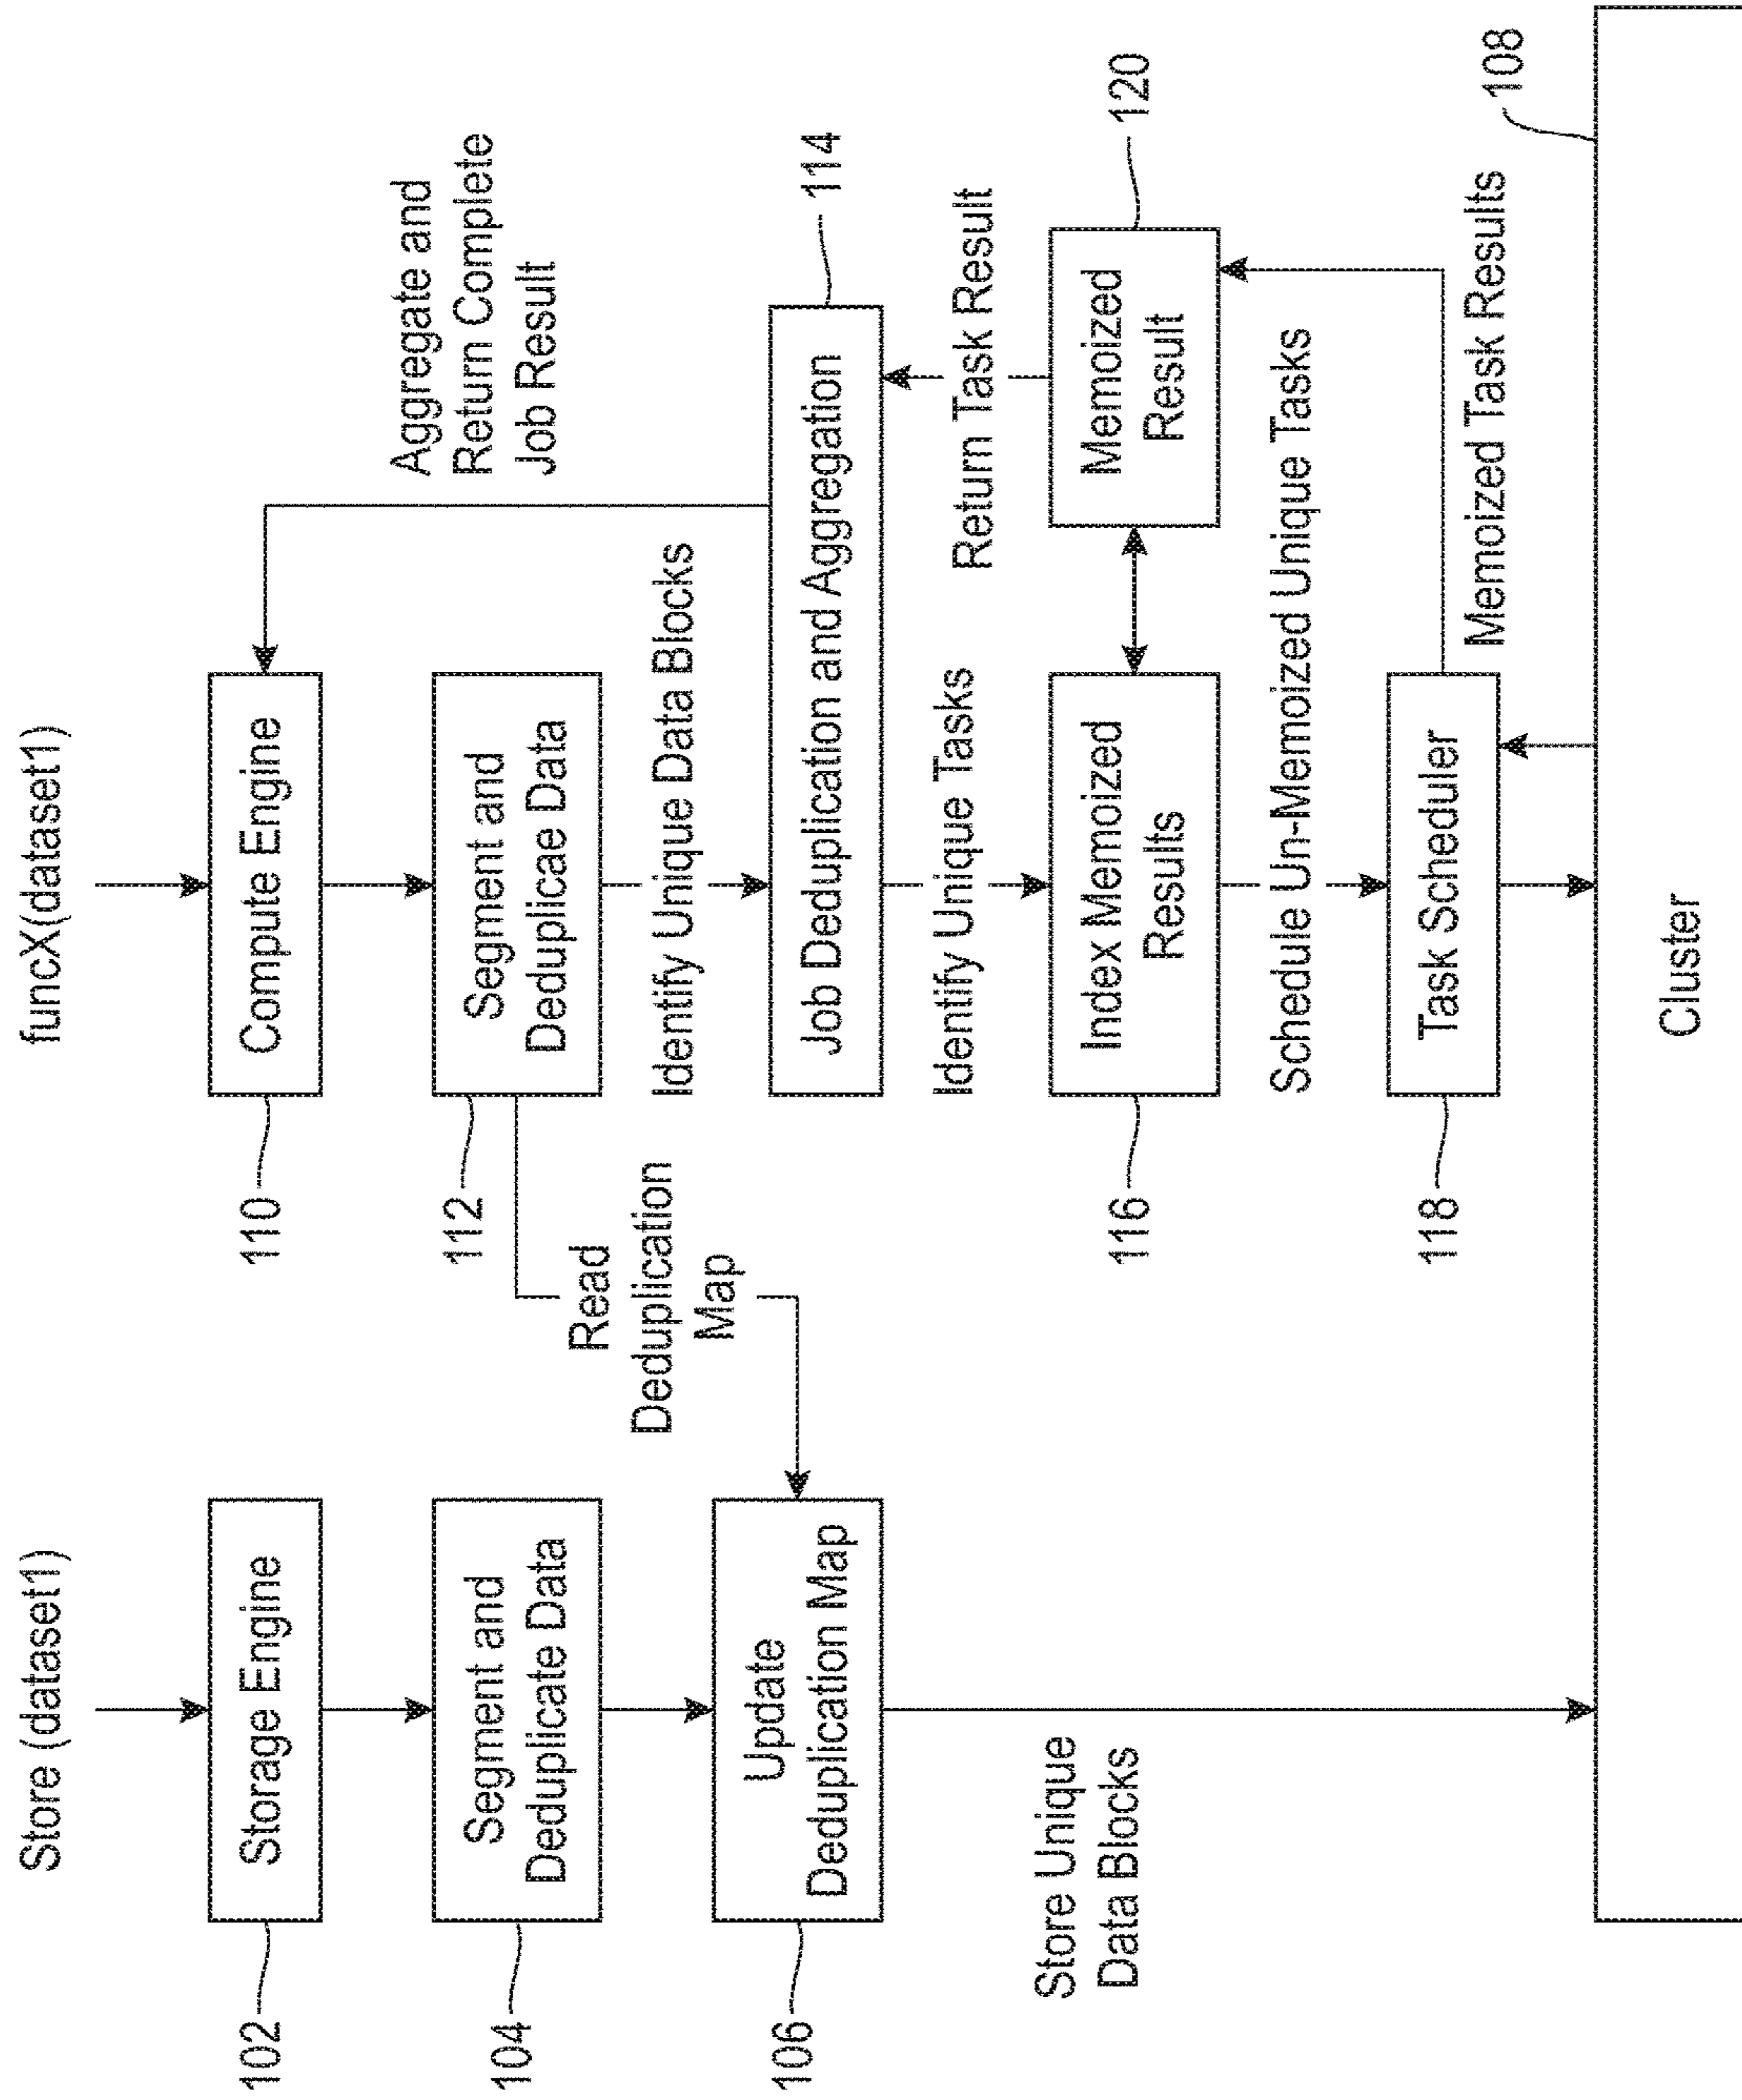 Store (dataset1)
funcX(dataset1)
102
Storage Engine
110
Compute Engine
Aggregate and
Return Complete
Job Result
104
Segment and
Deduplicate Data
112
Segment and
Deduplicae Data
Read
Deduplication
Map
Identify Unique Data Blocks
106
Update
Deduplication Map
Job Deduplication and Aggregation
114
Identify Unique Tasks
Return Task Result
Store Unique
Data Blocks
116
Index Memoized
Results
Memoized
Result
120
Schedule Un-Memoized Unique Tasks
118
Task Scheduler
Memoized Task Results
108
Cluster